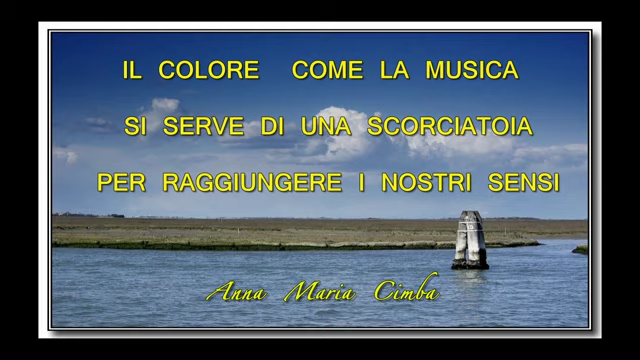 IL COLORE COME LA MUSICA
SI SERVE DI UNA SCORCIATOIA
PER RAGGIUNGERE I NOSTRI SENSI
Anna Maria Cimba